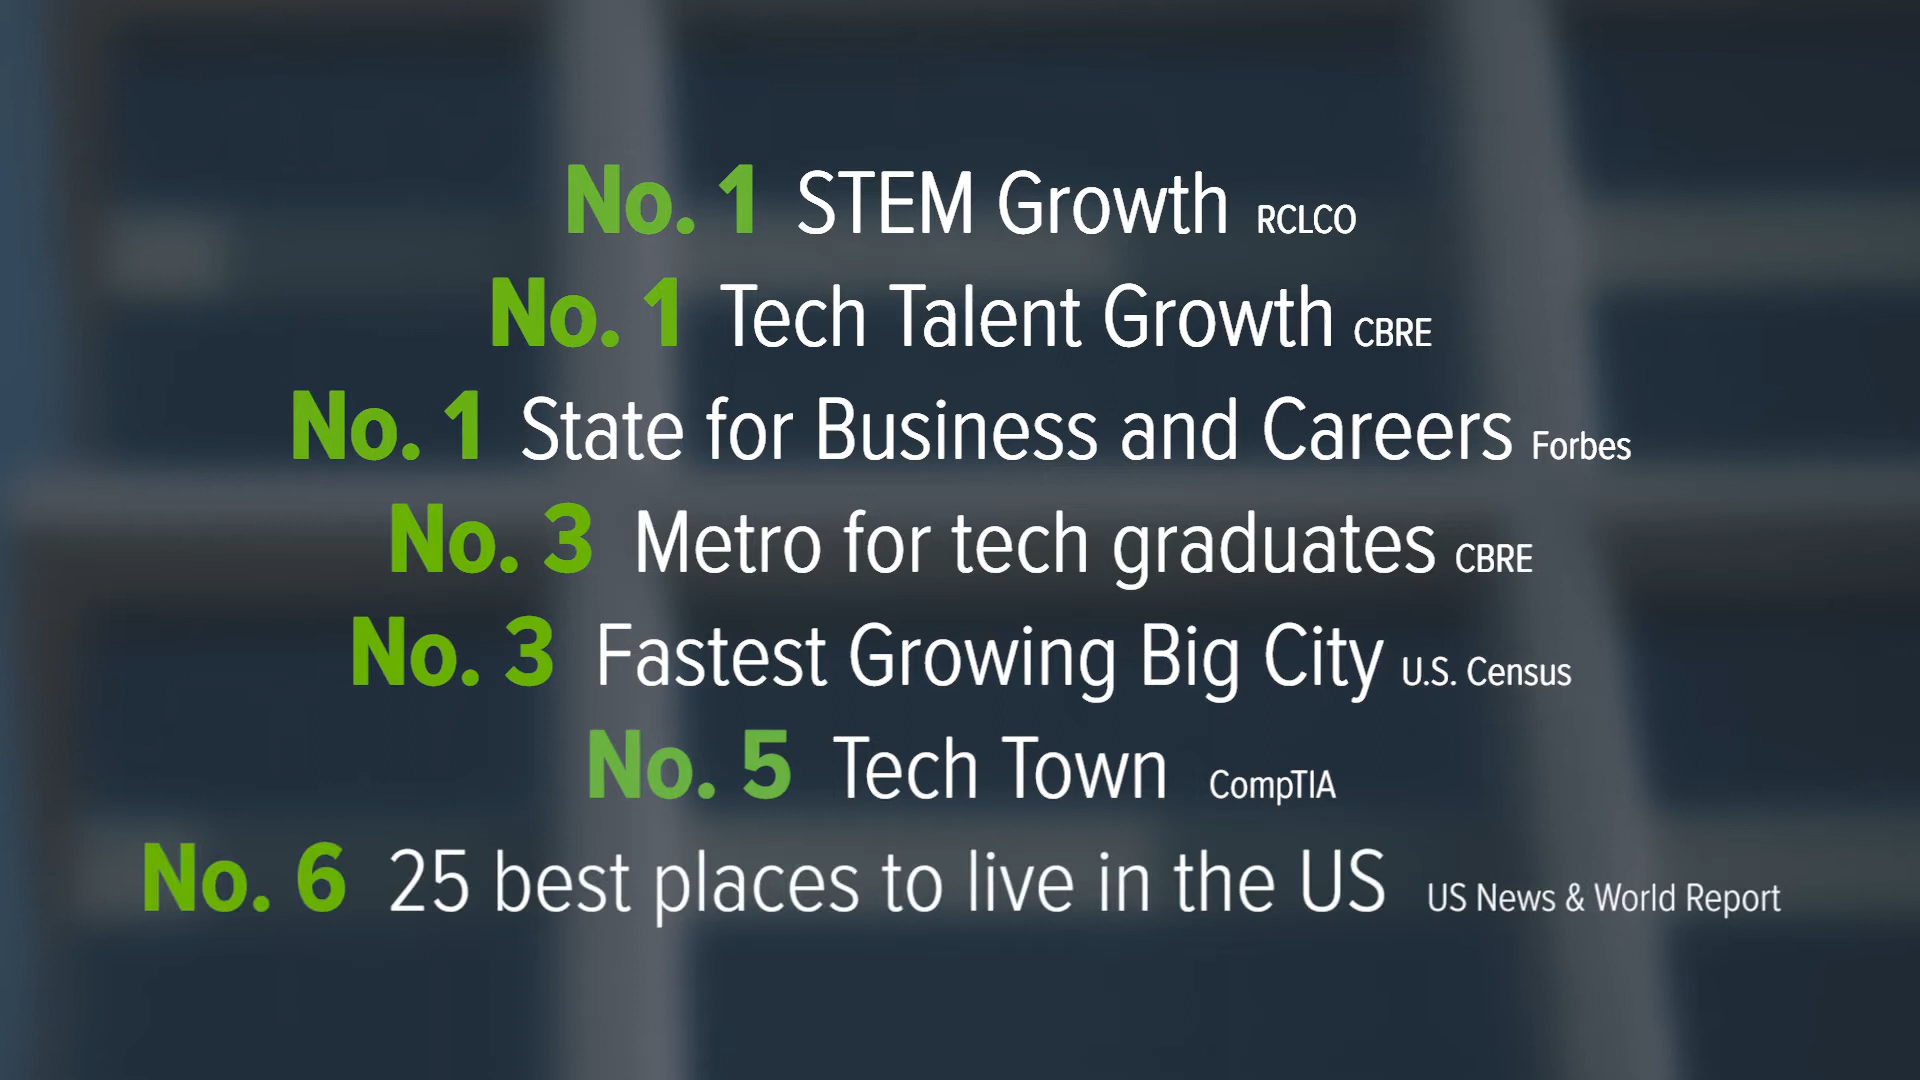 No. 1 STEM Growth RCLCO
No. 1 Tech Talent Growth CBRE
No. 1 State for Business and Careers Forbes
No. 3 Metro for tech graduates CBRE
No. 3 Fastest Growing Big City U.S. Census
No. 5 Tech Town CompTIA
No. 6 25 best places to live in the US US News & World Report